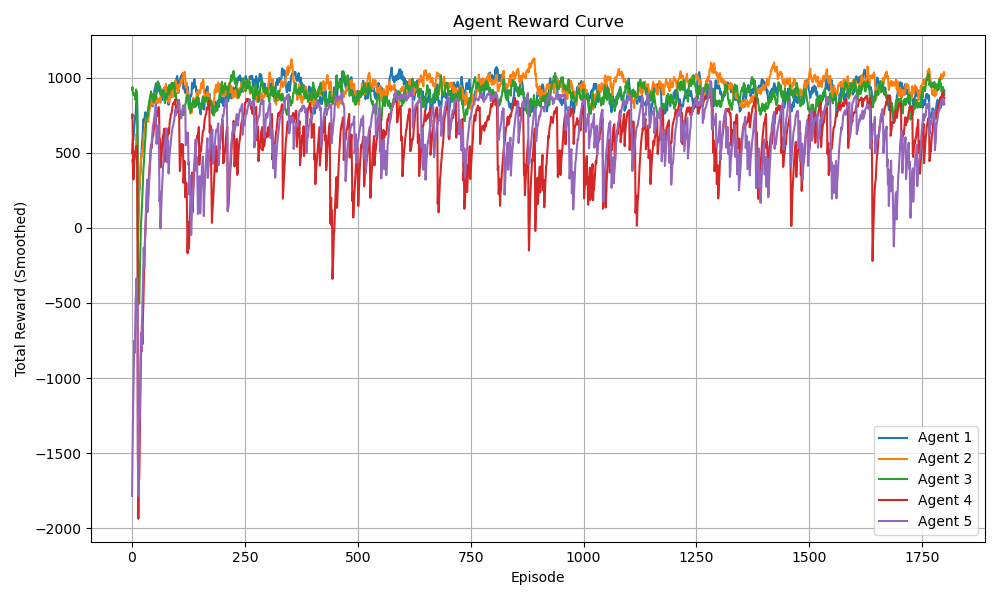 Agent Reward Curve
Total Reward (Smoothed)
1000
500
0
−500
−1000
−1500
−2000
0 250 500 750 1000 1250 1500 1750
Episode
Agent 1
Agent 2
Agent 3
Agent 4
Agent 5